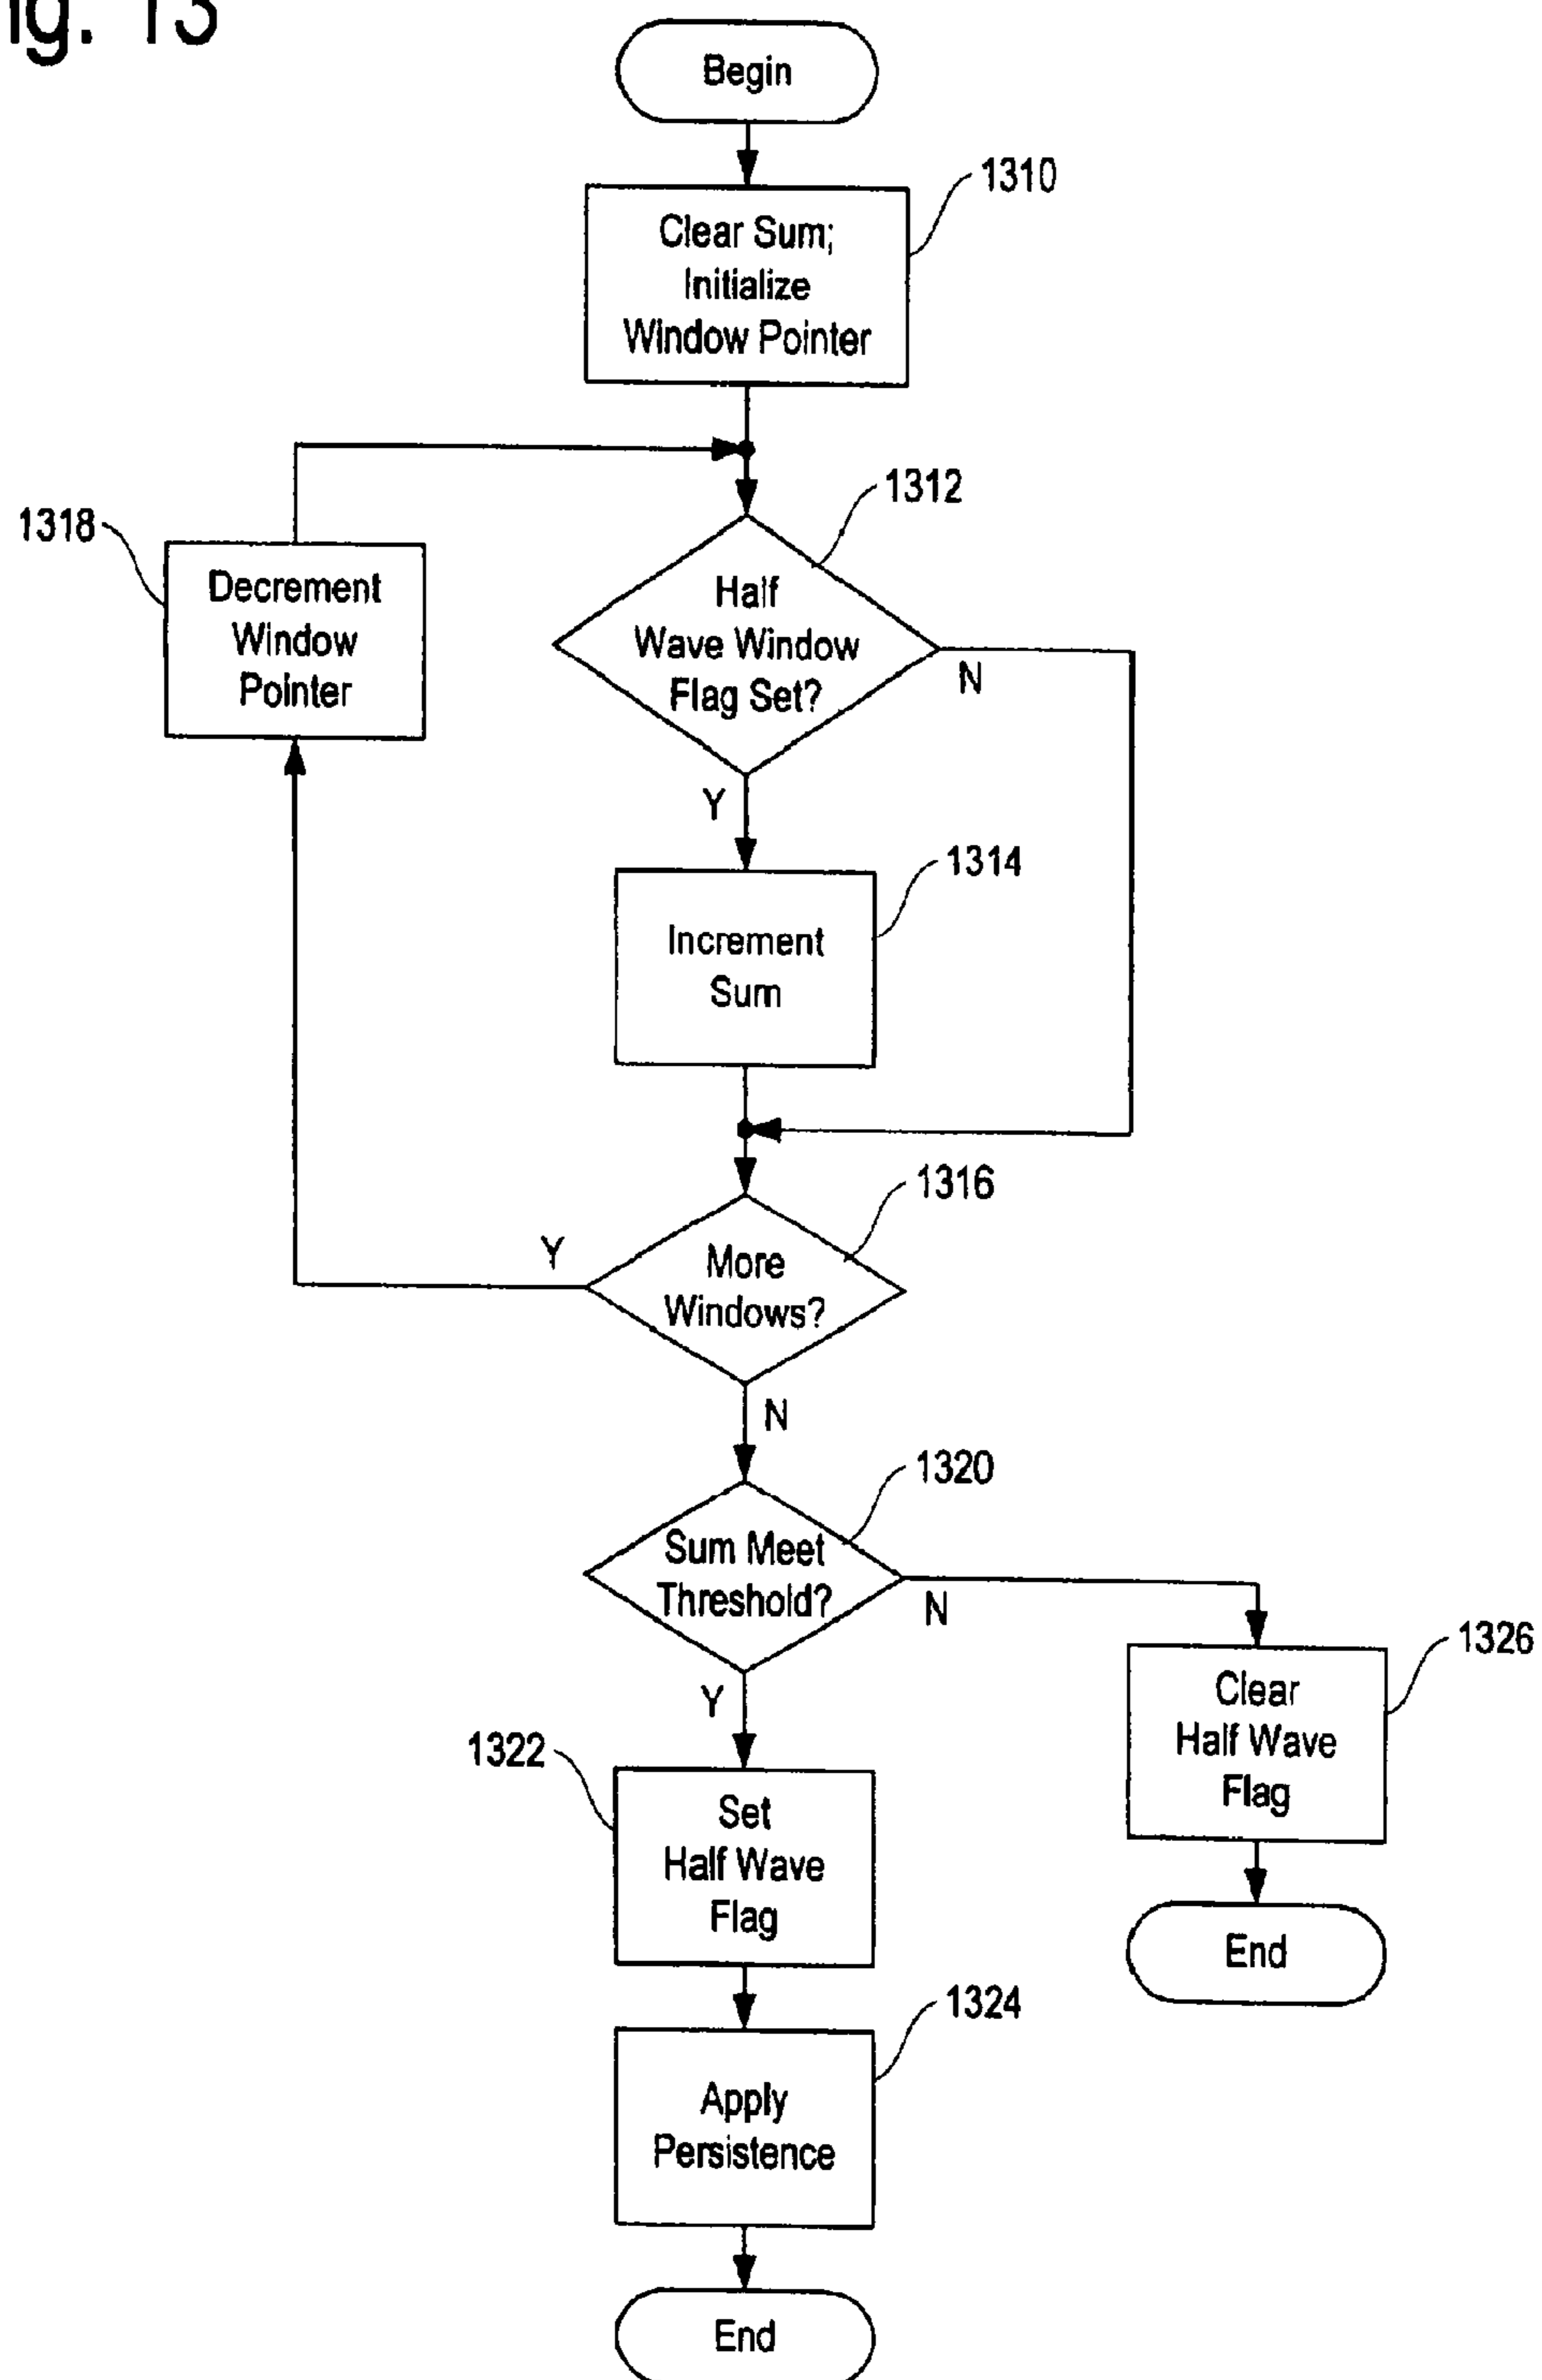 ig. 13
Begin
1310
Clear Sum;
Initialize
Window Pointer
1312
1318
Decrement
Window
Pointer
Half
Wave Window
Flag Set?
N
Y
1314
Increment
Sum
1316
Y
More
Windows?
N
1320
Sum Meet
Threshold?
N
1326
Clear
Half Wave
Flag
Y
1322
Set
Half Wave
Flag
End
1324
Apply
Persistence
End